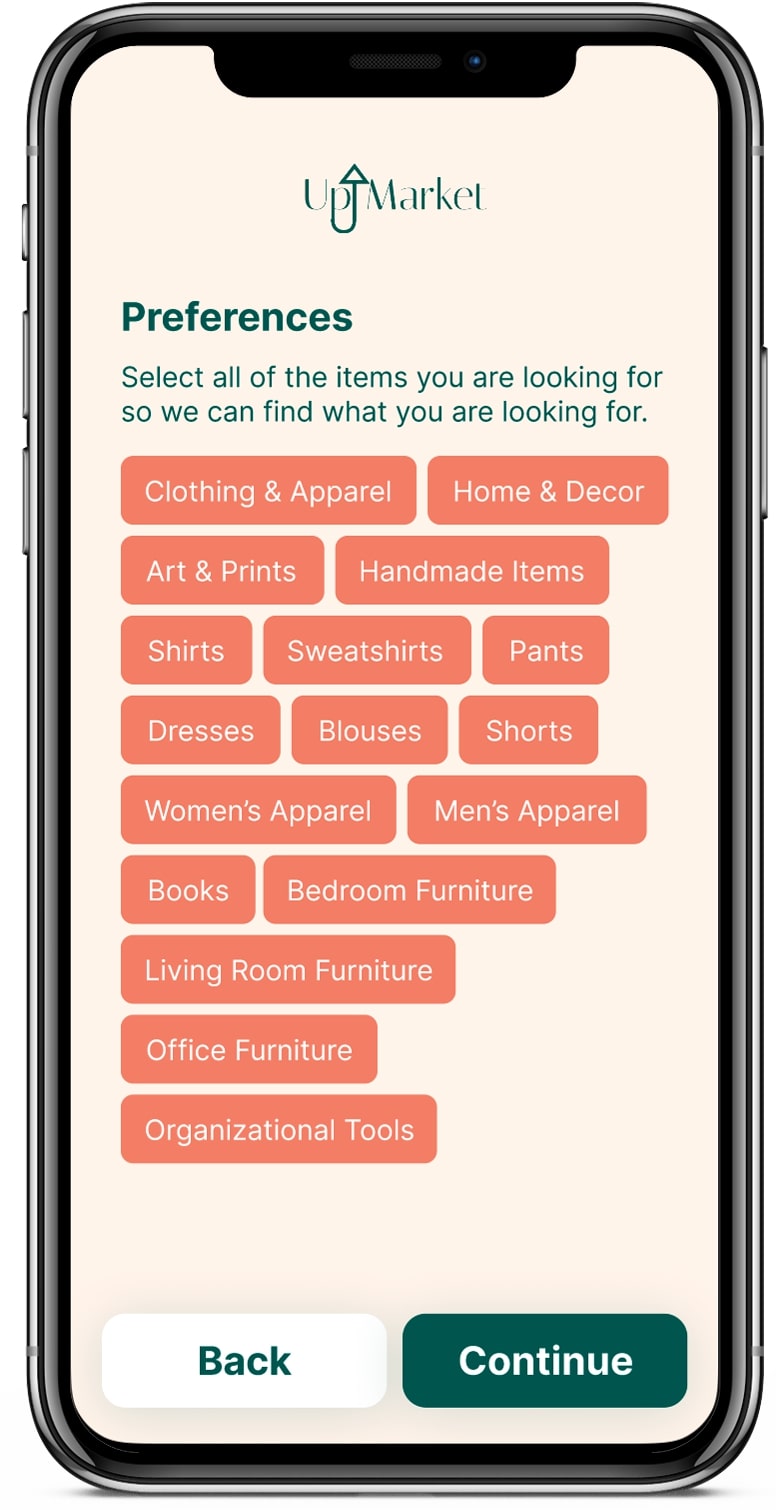 UpMarket
Preferences
Select all of the items you are looking for
so we can find what you are looking for.
Clothing & Apparel Home & Decor
Art & Prints Handmade Items
Shirts Sweatshirts Pants
Dresses Blouses Shorts
Women’s Apparel Men’s Apparel
Books Bedroom Furniture
Living Room Furniture
Office Furniture
Organizational Tools
Back Continue